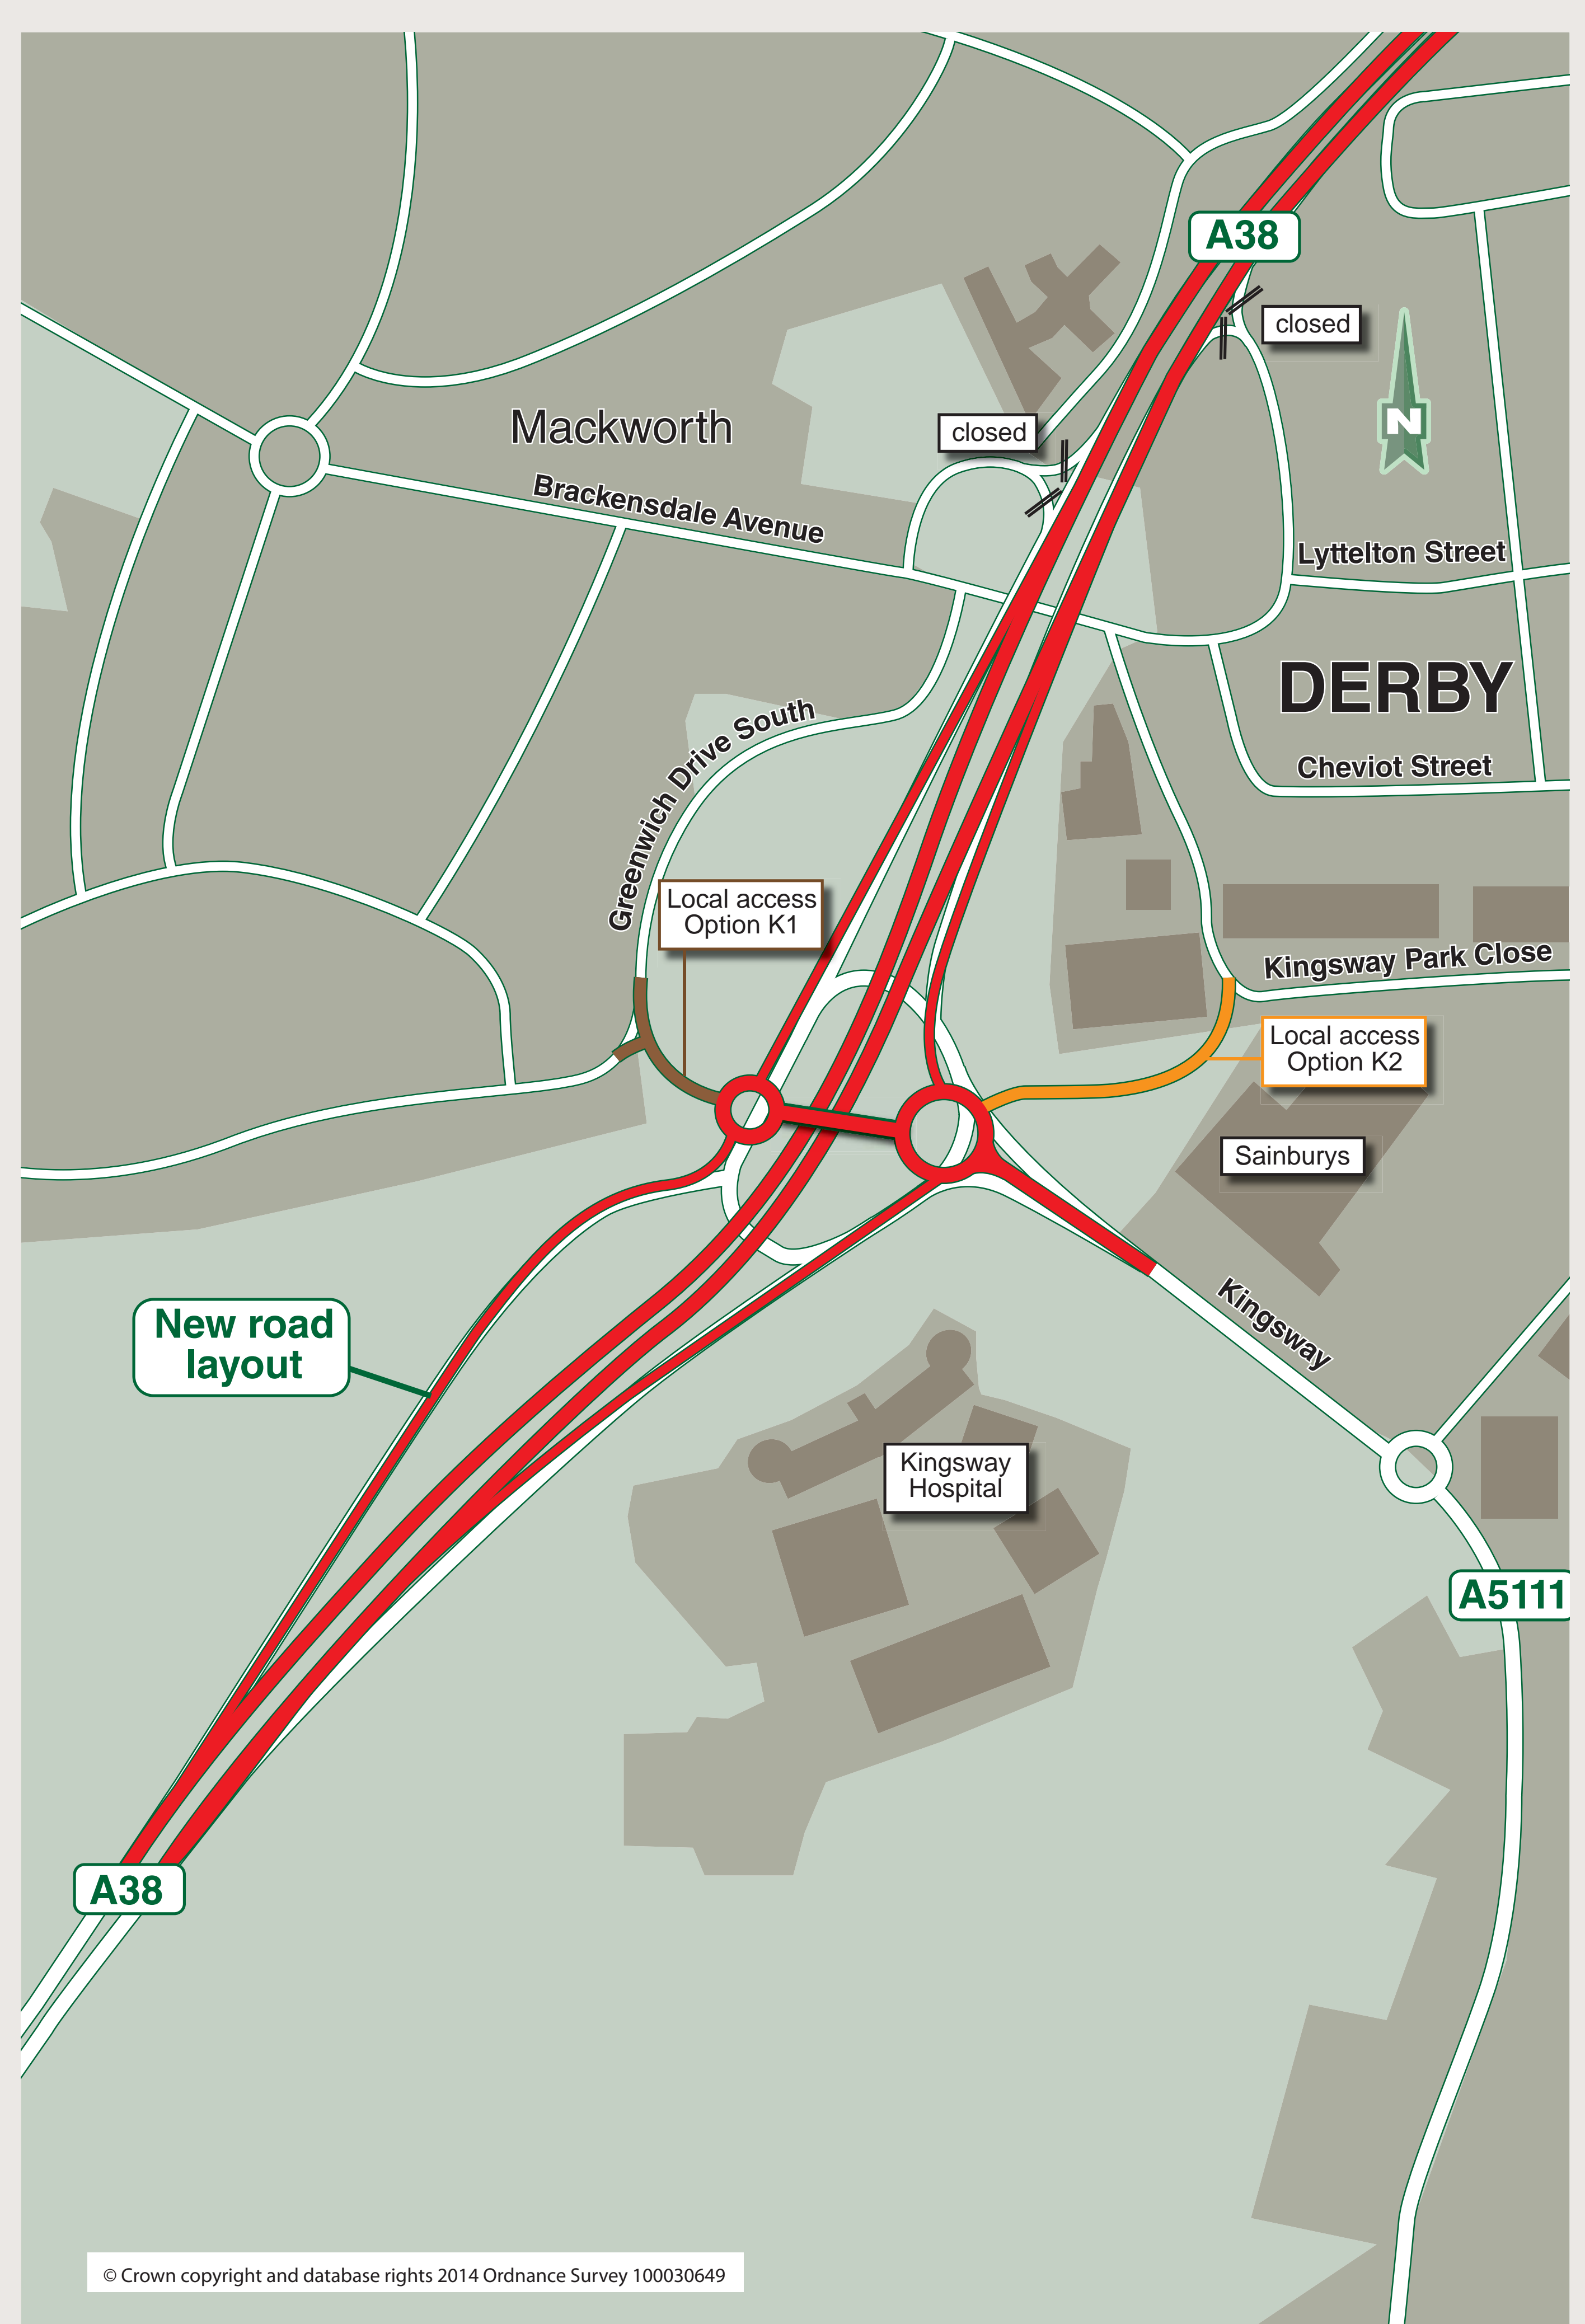 A38
closed
N
Mackworth
closed
Brackensdale Avenue
Lyttelton Street
DERBY
Greenwich Drive South
Cheviot Street
Local access
Option K1
Kingsway Park Close
Local access
Option K2
Sainburys
New road
layout
Kingsway
Kingsway
Hospital
A5111
A38
© Crown copyright and database rights 2014 Ordnance Survey 100030649